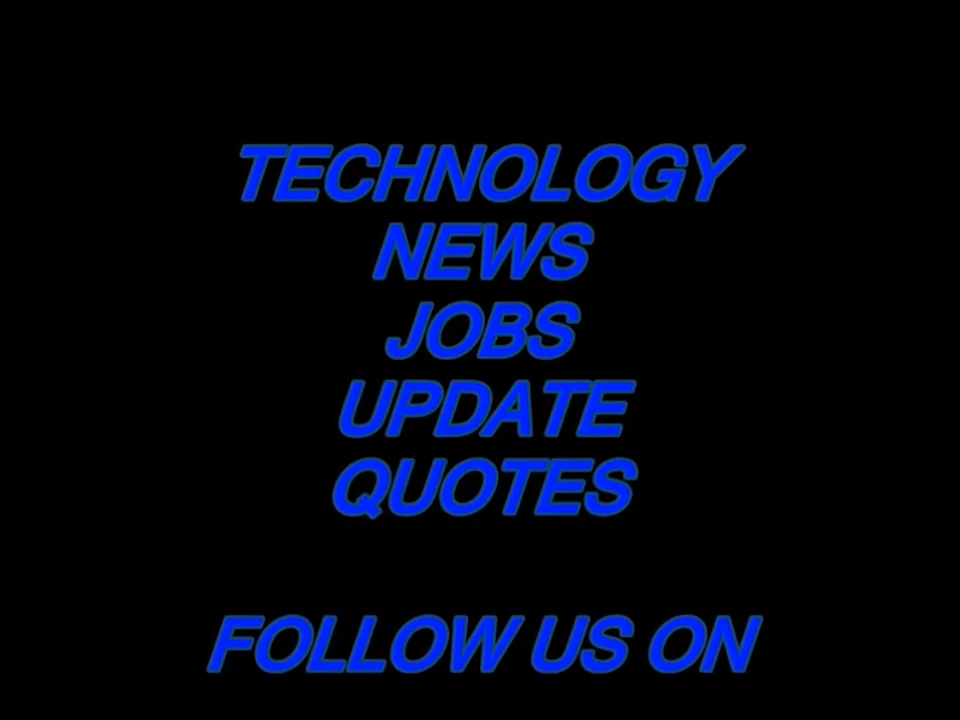 TECHNOLOGY
NEWS
JOBS
UPDATE
QUOTES
FOLLOW US ON